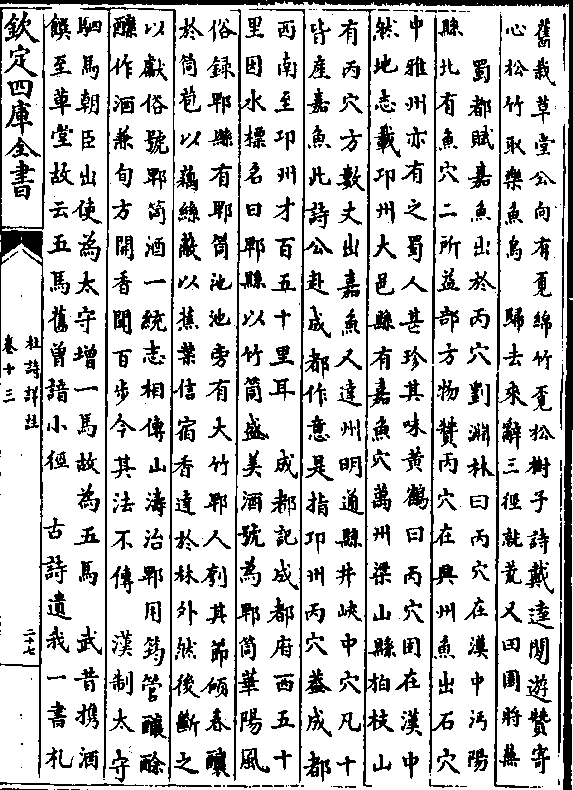 舊栽草堂公向有覓綿竹覓松樹子詩戴逵閒遊贊寄
心松竹取樂魚鳥　歸去來辭三徑就荒又田園將蕪
蜀都賦嘉魚出於丙穴劉淵林曰丙穴在漢中沔陽
縣北有魚穴二所益部方物贊丙穴在興州魚出石穴
中雅州亦有之蜀人甚珍其味黃鶴曰丙穴固在漢中
然地志載邛州大邑縣有嘉魚穴萬州梁山縣柏枝山
有丙穴方數丈出嘉魚又達州明通縣井峽中穴凡十
皆產嘉魚此詩公赴成都作意是指邛州丙穴蓋成都
西南至邛州才百五十里耳　成都記成都府西五十
里因水標名曰郫縣以竹筒盛美酒號為郫筒華陽風
俗錄郫縣有郫筒池池旁有大竹郫人刳其節傾春釀
於筒苞以藕絲蔽以蕉葉信宿香達於林外然後斷之
以獻俗號郫筒酒一統志相傳山濤治郫用筠管釀酴
醾作酒兼旬方開香聞百步今其法不傳　漢制太守
駟馬朝臣出使為太守增一馬故為五馬　武昔攜酒
饌至草堂故云五馬舊曾諳小徑　古詩遺我一書札
欽定四庫全書
杜詩詳註
卷十三
二十七